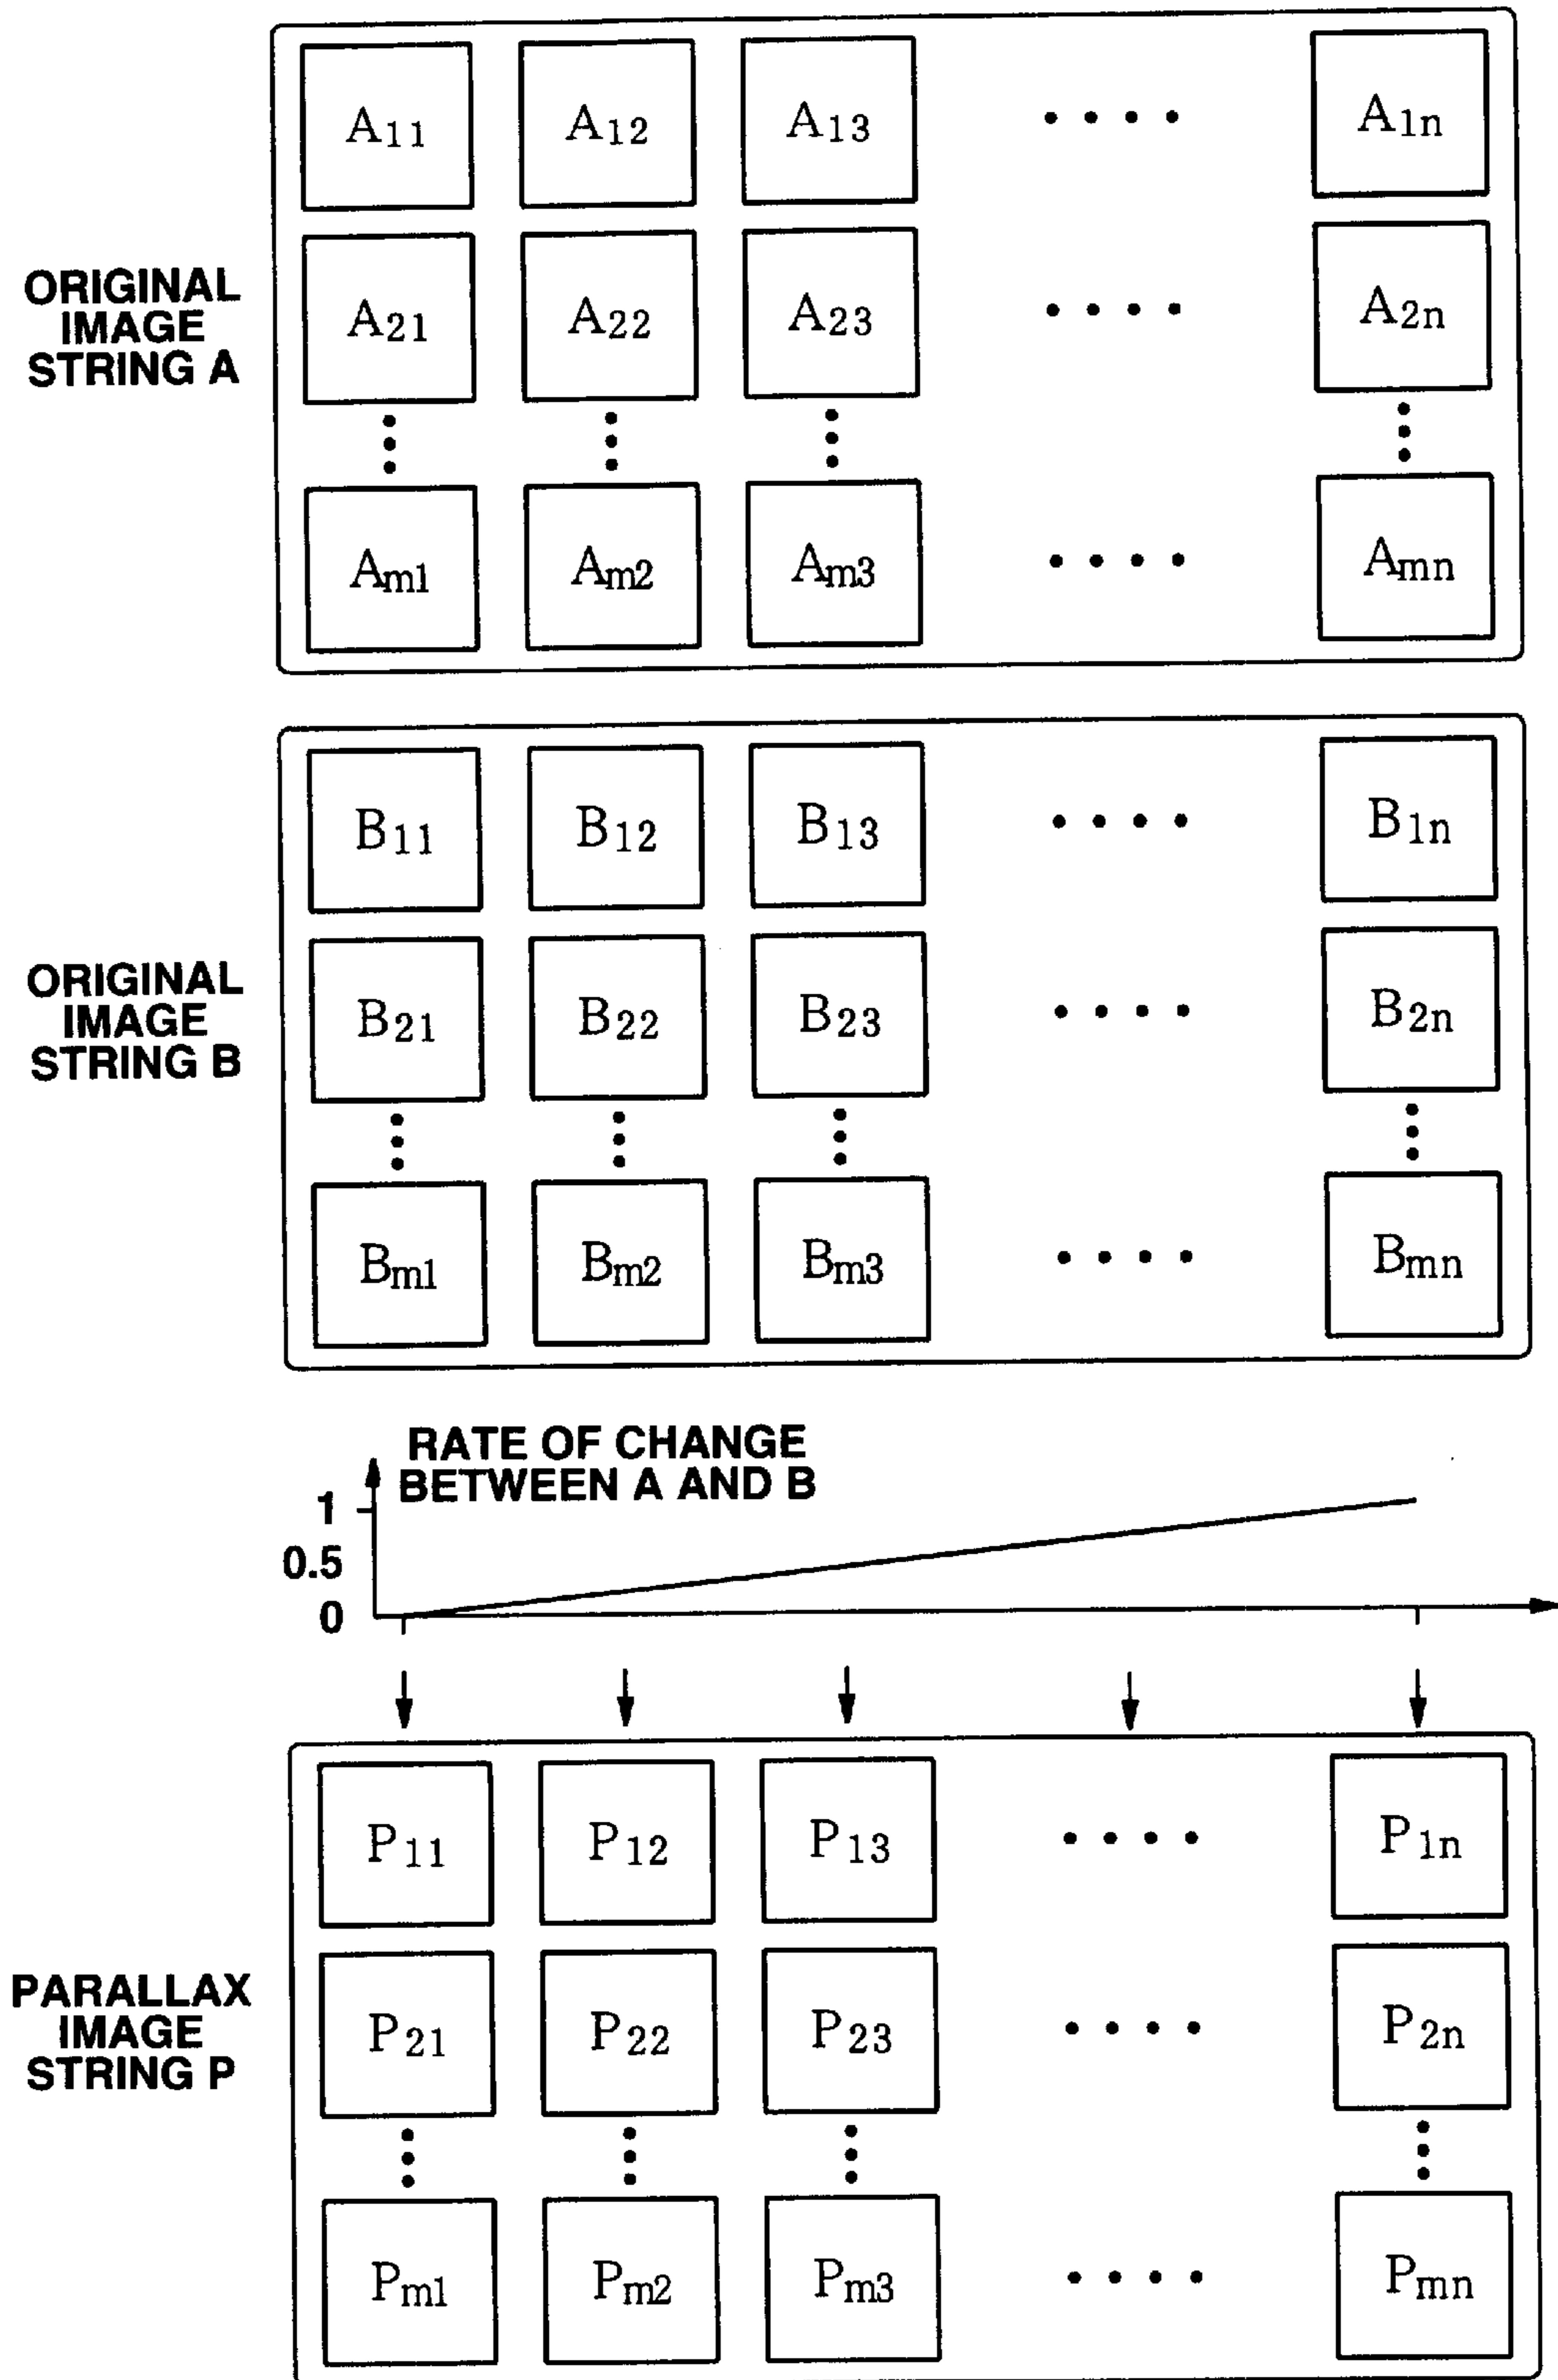 A11 A12 A13 ···· A1n
ORIGINAL
IMAGE
STRING A
A21 A22 A23 ···· A2n
Am1 Am2 Am3 ···· Amn
B11 B12 B13 ···· B1n
ORIGINAL
IMAGE
STRING B
B21 B22 B23 ···· B2n
Bm1 Bm2 Bm3 ···· Bmn
RATE OF CHANGE
BETWEEN A AND B
1
0.5
0
P11 P12 P13 ···· P1n
PARALLAX
IMAGE
STRING P
P21 P22 P23 ···· P2n
Pm1 Pm2 Pm3 ···· Pmn